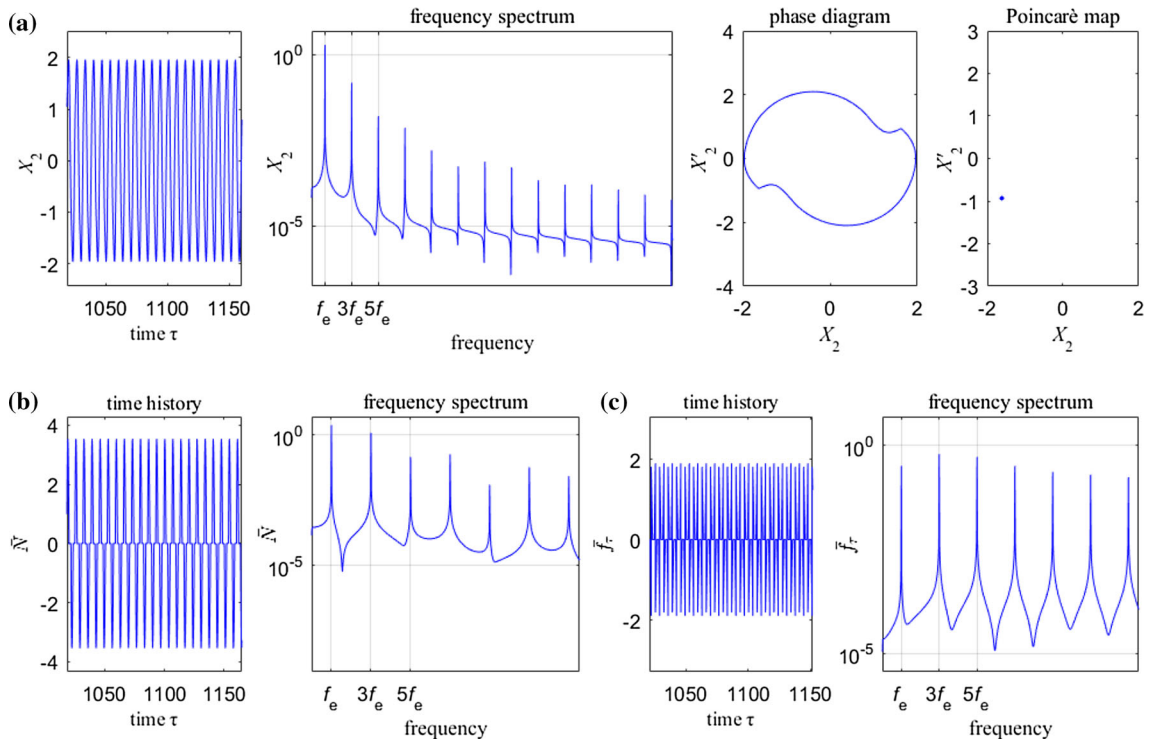 (a)
frequency spectrum
phase diagram
Poincarè map
2
1
0
-1
-2
X2
1050 1100 1150
time τ
10^0
10^-5
X2
fe 3fe 5fe
frequency
4
2
0
-2
-4
X'2
-2 0 2
X2
3
2
1
0
-1
-2
-3
X'2
-2 0 2
X2
(b)
time history
frequency spectrum
4
2
0
-2
-4
N̄
1050 1100 1150
time τ
10^0
10^-5
N̄
fe 3fe 5fe
frequency
(c)
time history
frequency spectrum
2
0
-2
f̄τ
1050 1100 1150
time τ
10^0
10^-5
f̄τ
fe 3fe 5fe
frequency